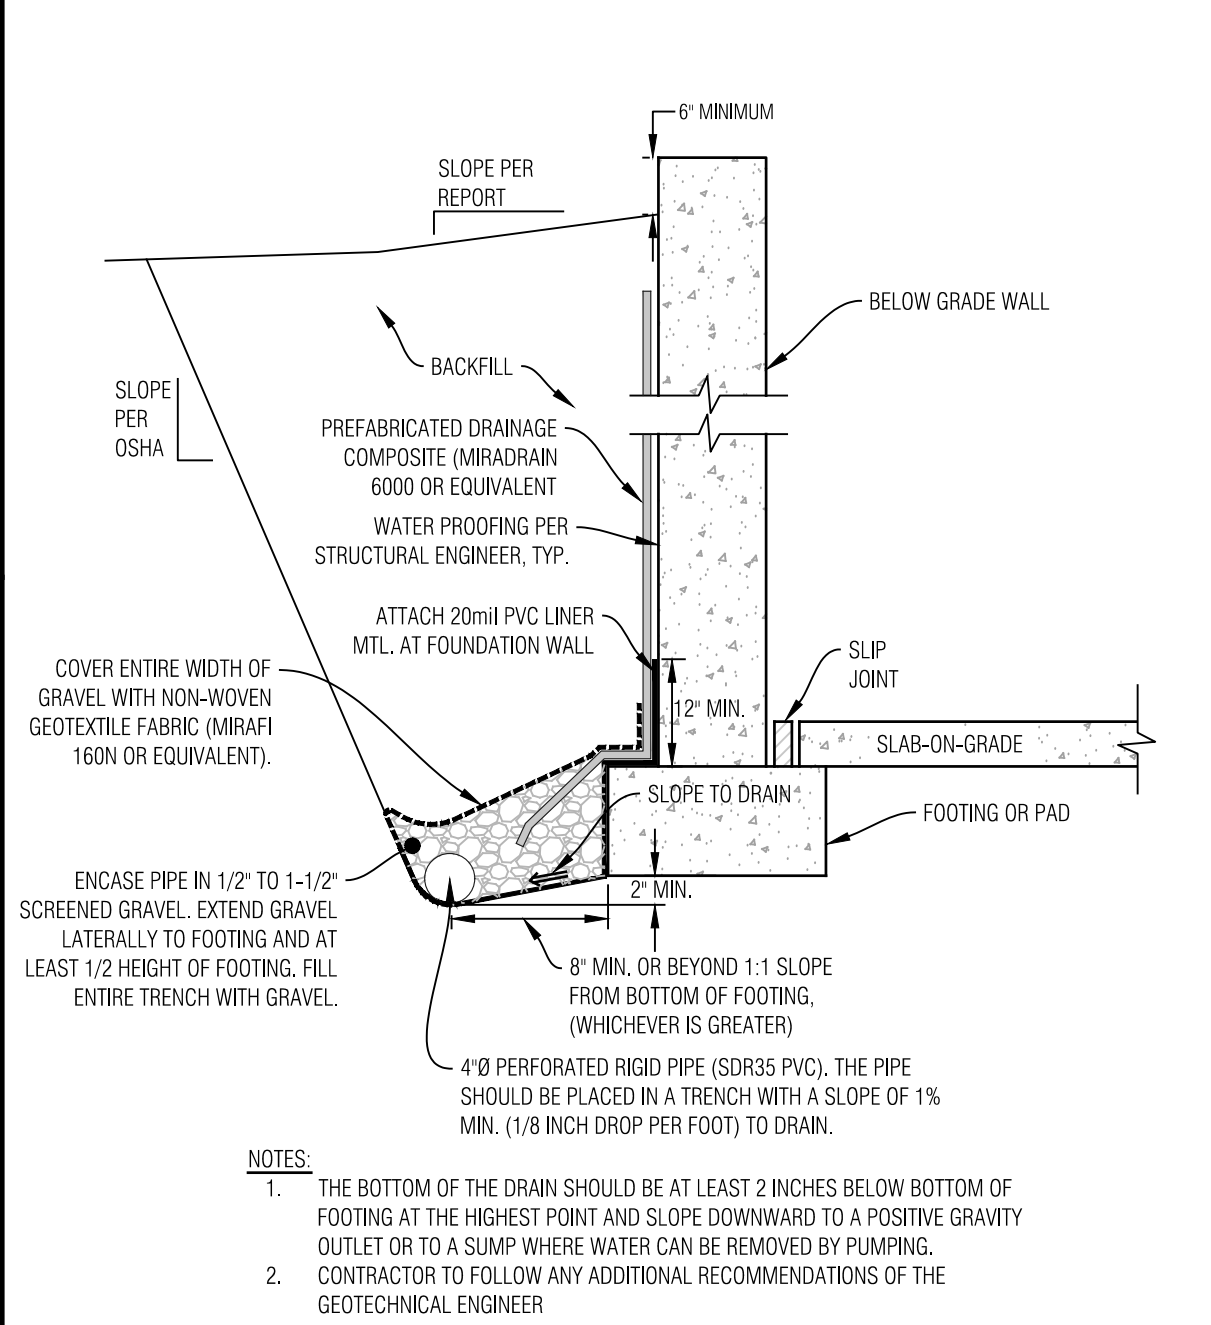 6" MINIMUM
SLOPE PER
REPORT
BELOW GRADE WALL
BACKFILL
SLOPE
PER
OSHA
PREFABRICATED DRAINAGE
COMPOSITE (MIRADRAIN
6000 OR EQUIVALENT
WATER PROOFING PER
STRUCTURAL ENGINEER, TYP.
ATTACH 20mil PVC LINER
MTL. AT FOUNDATION WALL
SLIP
JOINT
COVER ENTIRE WIDTH OF
GRAVEL WITH NON-WOVEN
GEOTEXTILE FABRIC (MIRAFI
160N OR EQUIVALENT).
12" MIN.
SLAB-ON-GRADE
SLOPE TO DRAIN
FOOTING OR PAD
ENCASE PIPE IN 1/2" TO 1-1/2"
SCREENED GRAVEL. EXTEND GRAVEL
LATERALLY TO FOOTING AND AT
LEAST 1/2 HEIGHT OF FOOTING. FILL
ENTIRE TRENCH WITH GRAVEL.
2" MIN.
8" MIN. OR BEYOND 1:1 SLOPE
FROM BOTTOM OF FOOTING,
(WHICHEVER IS GREATER)
4"Ø PERFORATED RIGID PIPE (SDR35 PVC). THE PIPE
SHOULD BE PLACED IN A TRENCH WITH A SLOPE OF 1%
MIN. (1/8 INCH DROP PER FOOT) TO DRAIN.
NOTES:
1. THE BOTTOM OF THE DRAIN SHOULD BE AT LEAST 2 INCHES BELOW BOTTOM OF
FOOTING AT THE HIGHEST POINT AND SLOPE DOWNWARD TO A POSITIVE GRAVITY
OUTLET OR TO A SUMP WHERE WATER CAN BE REMOVED BY PUMPING.
2. CONTRACTOR TO FOLLOW ANY ADDITIONAL RECOMMENDATIONS OF THE
GEOTECHNICAL ENGINEER